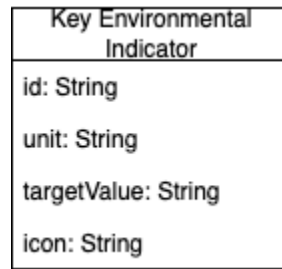 Key Environmental
Indicator
id: String
unit: String
targetValue: String
icon: String